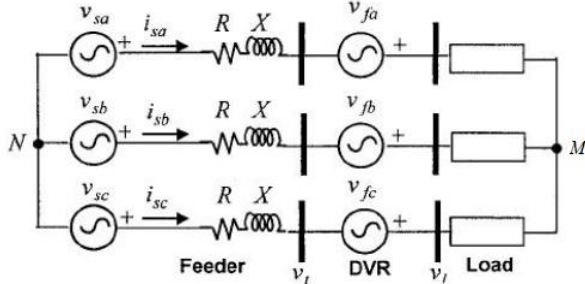 v_sa + i_sa R X v_fa +
v_sb + i_sb R X v_fb +
N M
v_sc + i_sc R X v_fc +
Feeder v_t DVR v_l Load